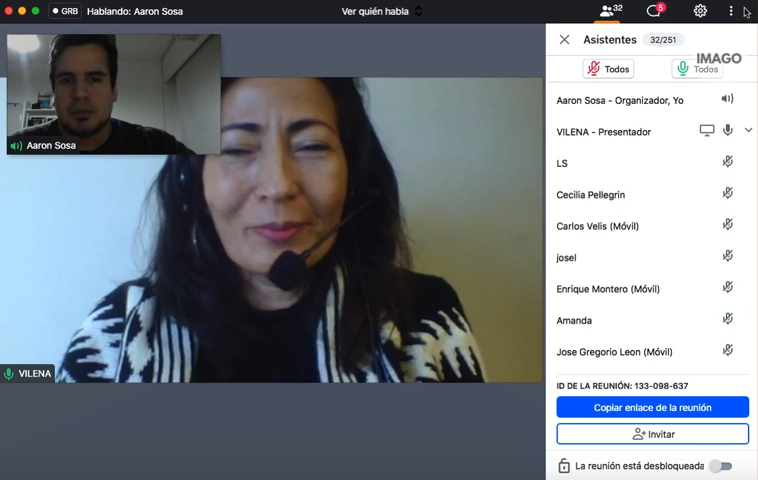 GRB
Hablando: Aaron Sosa
Ver quién habla
32
5
Aaron Sosa
VILENA
Asistentes
32/251
IMAGO
Todos
Todos
Aaron Sosa - Organizador, Yo
VILENA - Presentador
LS
Cecilia Pellegrin
Carlos Velis (Móvil)
josel
Enrique Montero (Móvil)
Amanda
Jose Gregorio Leon (Móvil)
ID DE LA REUNIÓN: 133-098-637
Copiar enlace de la reunión
Invitar
La reunión está desbloqueada